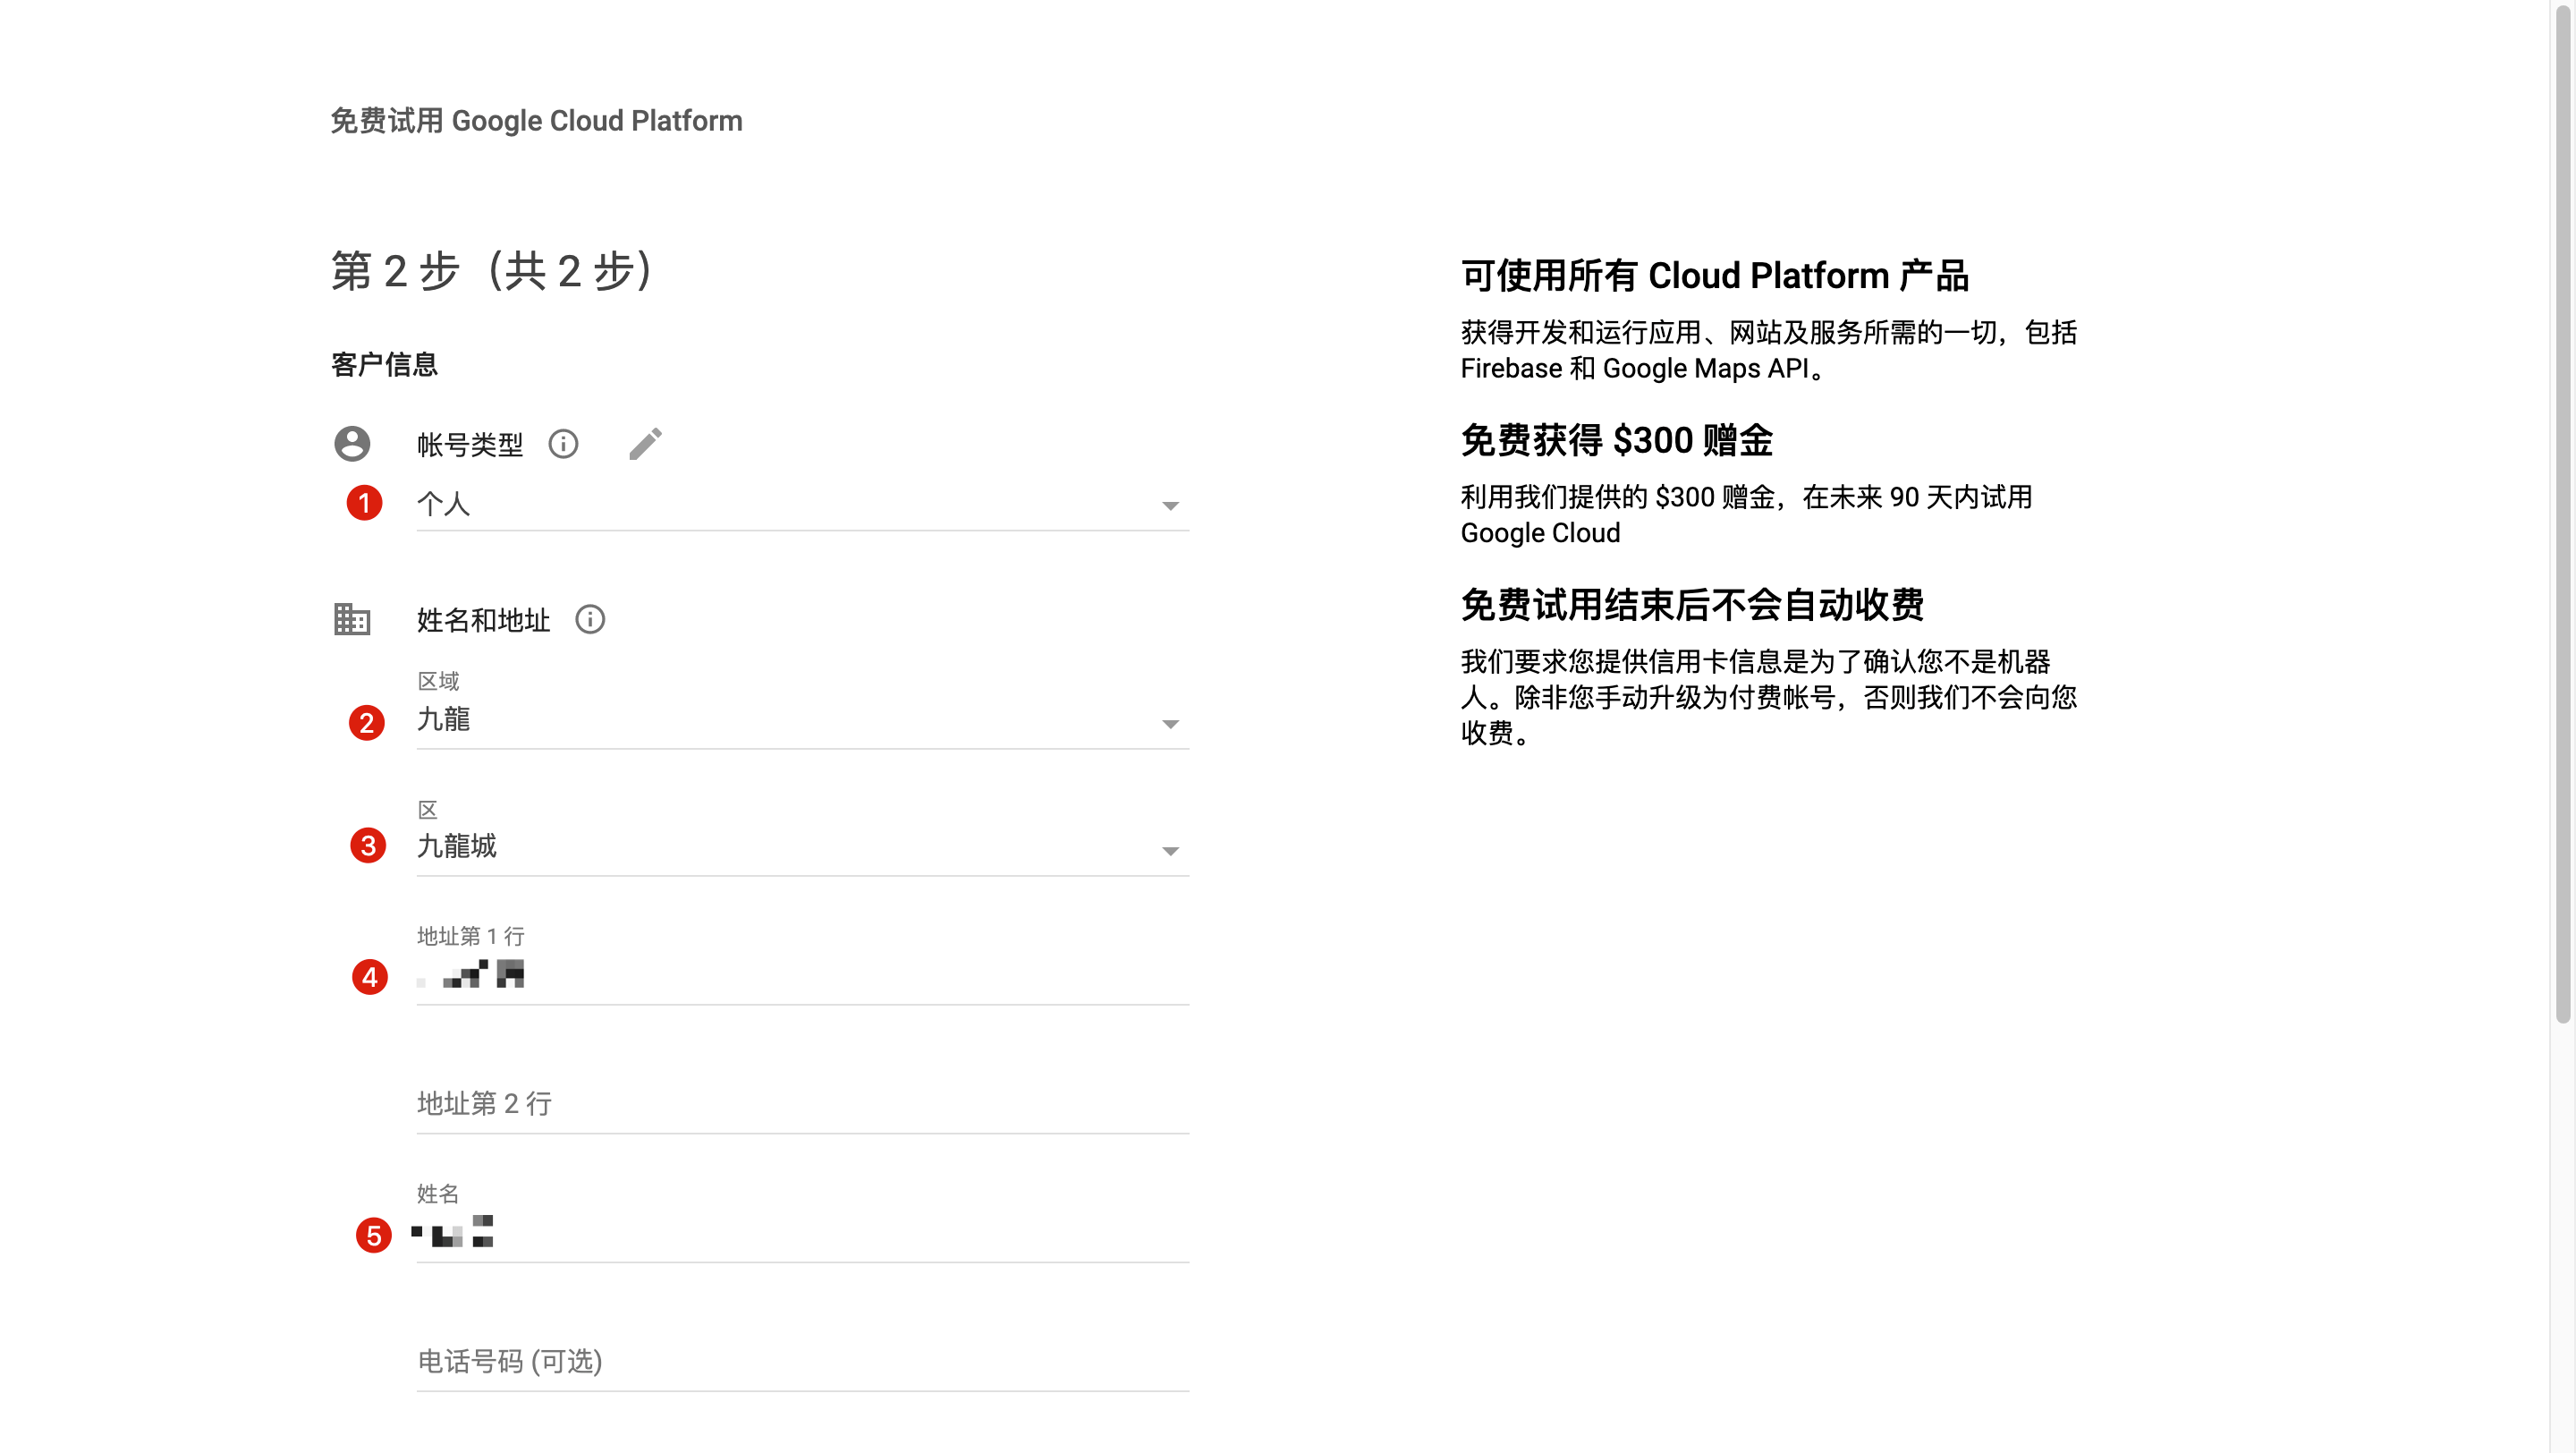 免费试用 Google Cloud Platform
第 2 步（共 2 步）
客户信息
帐号类型
1 个人
姓名和地址
区域
2 九龍
区
3 九龍城
地址第 1 行
4
地址第 2 行
姓名
5
电话号码 (可选)
可使用所有 Cloud Platform 产品
获得开发和运行应用、网站及服务所需的一切，包括
Firebase 和 Google Maps API。
免费获得 $300 赠金
利用我们提供的 $300 赠金，在未来 90 天内试用
Google Cloud
免费试用结束后不会自动收费
我们要求您提供信用卡信息是为了确认您不是机器
人。除非您手动升级为付费帐号，否则我们不会向您
收费。